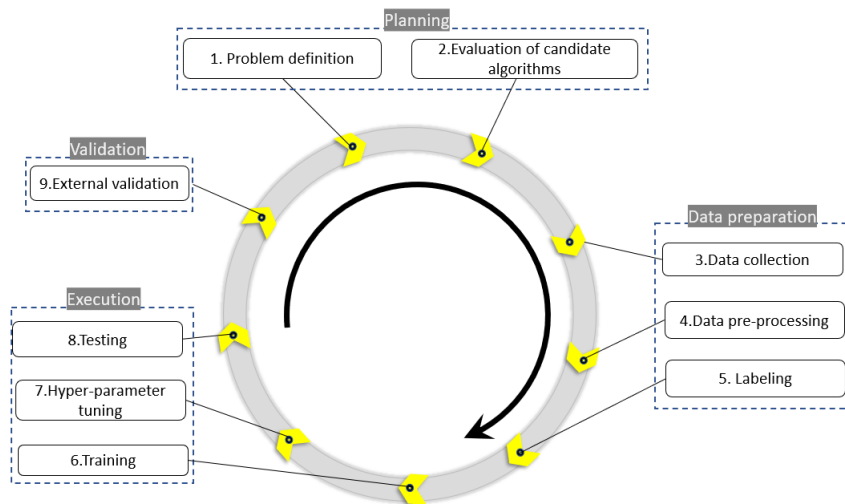 Planning
1. Problem definition
2.Evaluation of candidate
algorithms
Validation
9.External validation
Data preparation
3.Data collection
4.Data pre-processing
5. Labeling
Execution
8.Testing
7.Hyper-parameter
tuning
6.Training